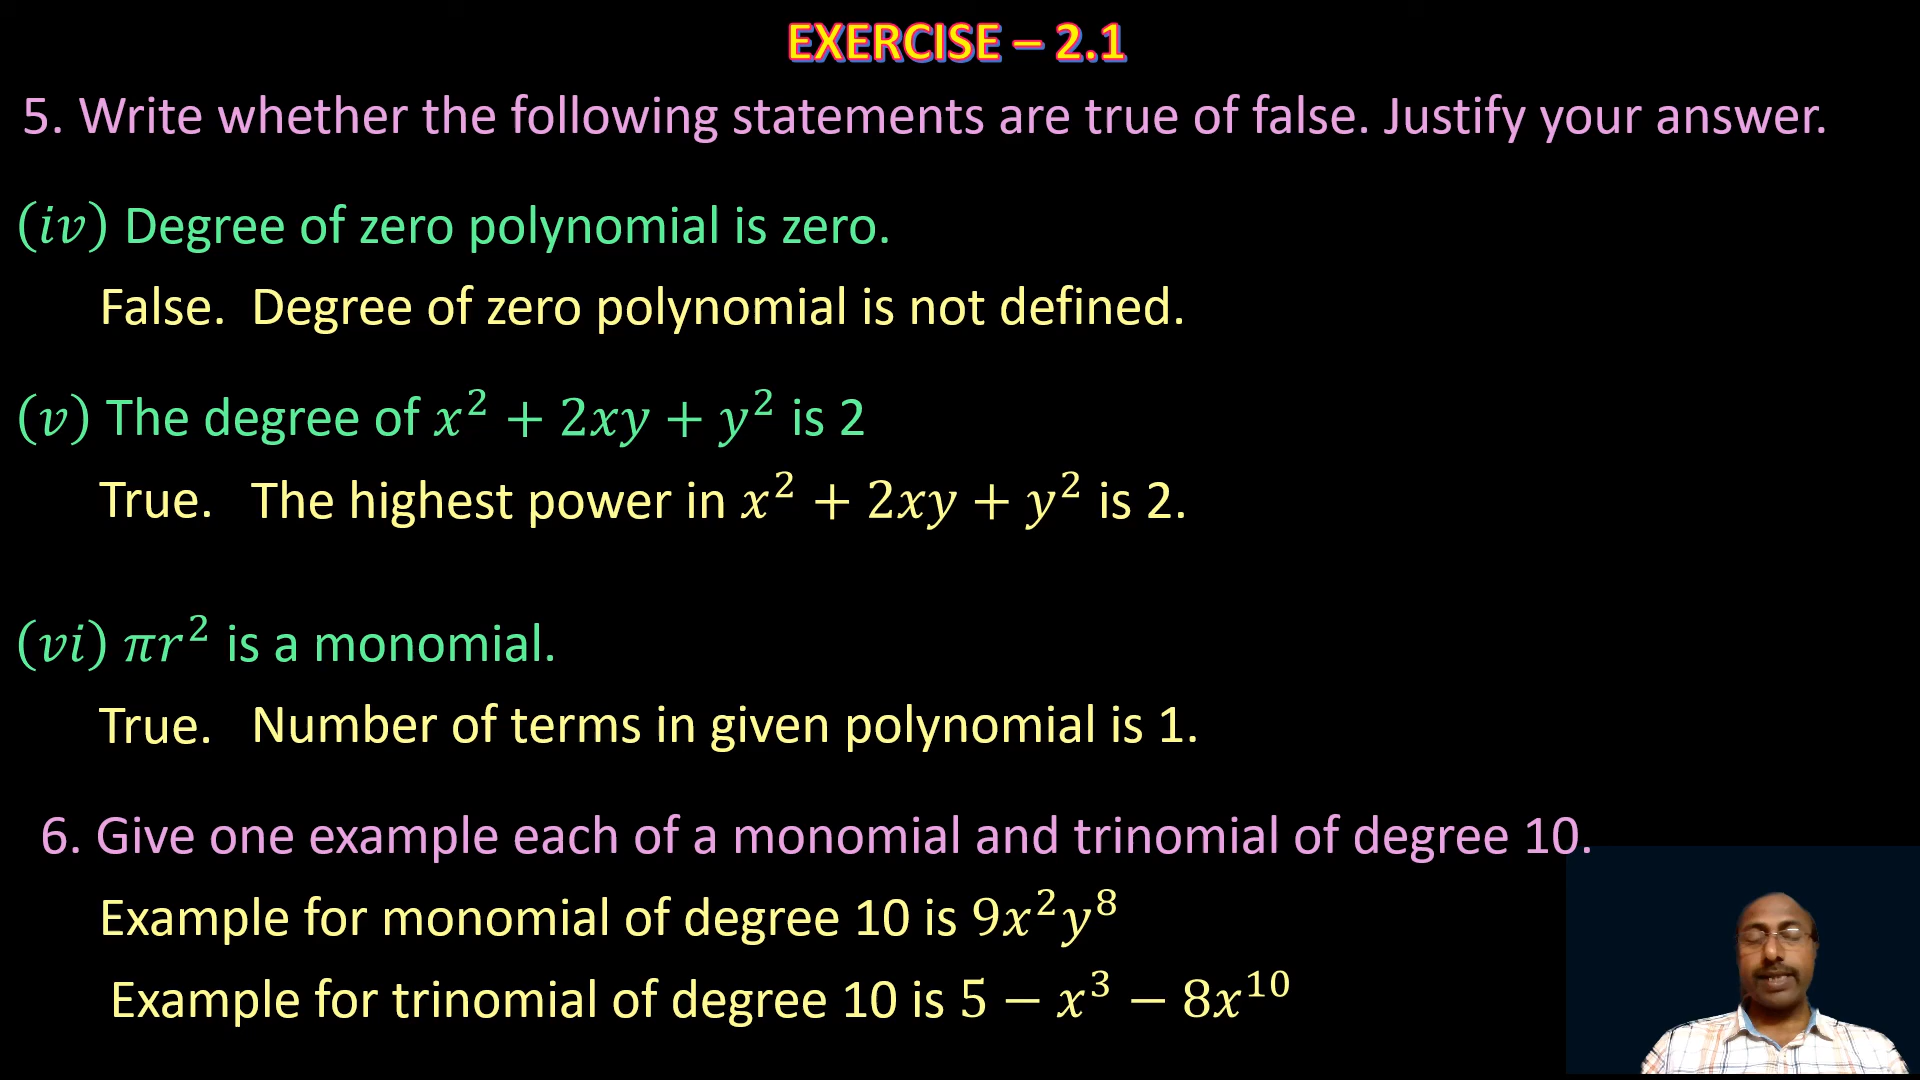 EXERCISE – 2.1
5. Write whether the following statements are true of false. Justify your answer.
(iv) Degree of zero polynomial is zero.
False. Degree of zero polynomial is not defined.
(v) The degree of x² + 2xy + y² is 2
True. The highest power in x² + 2xy + y² is 2.
(vi) πr² is a monomial.
True. Number of terms in given polynomial is 1.
6. Give one example each of a monomial and trinomial of degree 10.
Example for monomial of degree 10 is 9x²y⁸
Example for trinomial of degree 10 is 5 − x³ − 8x¹⁰